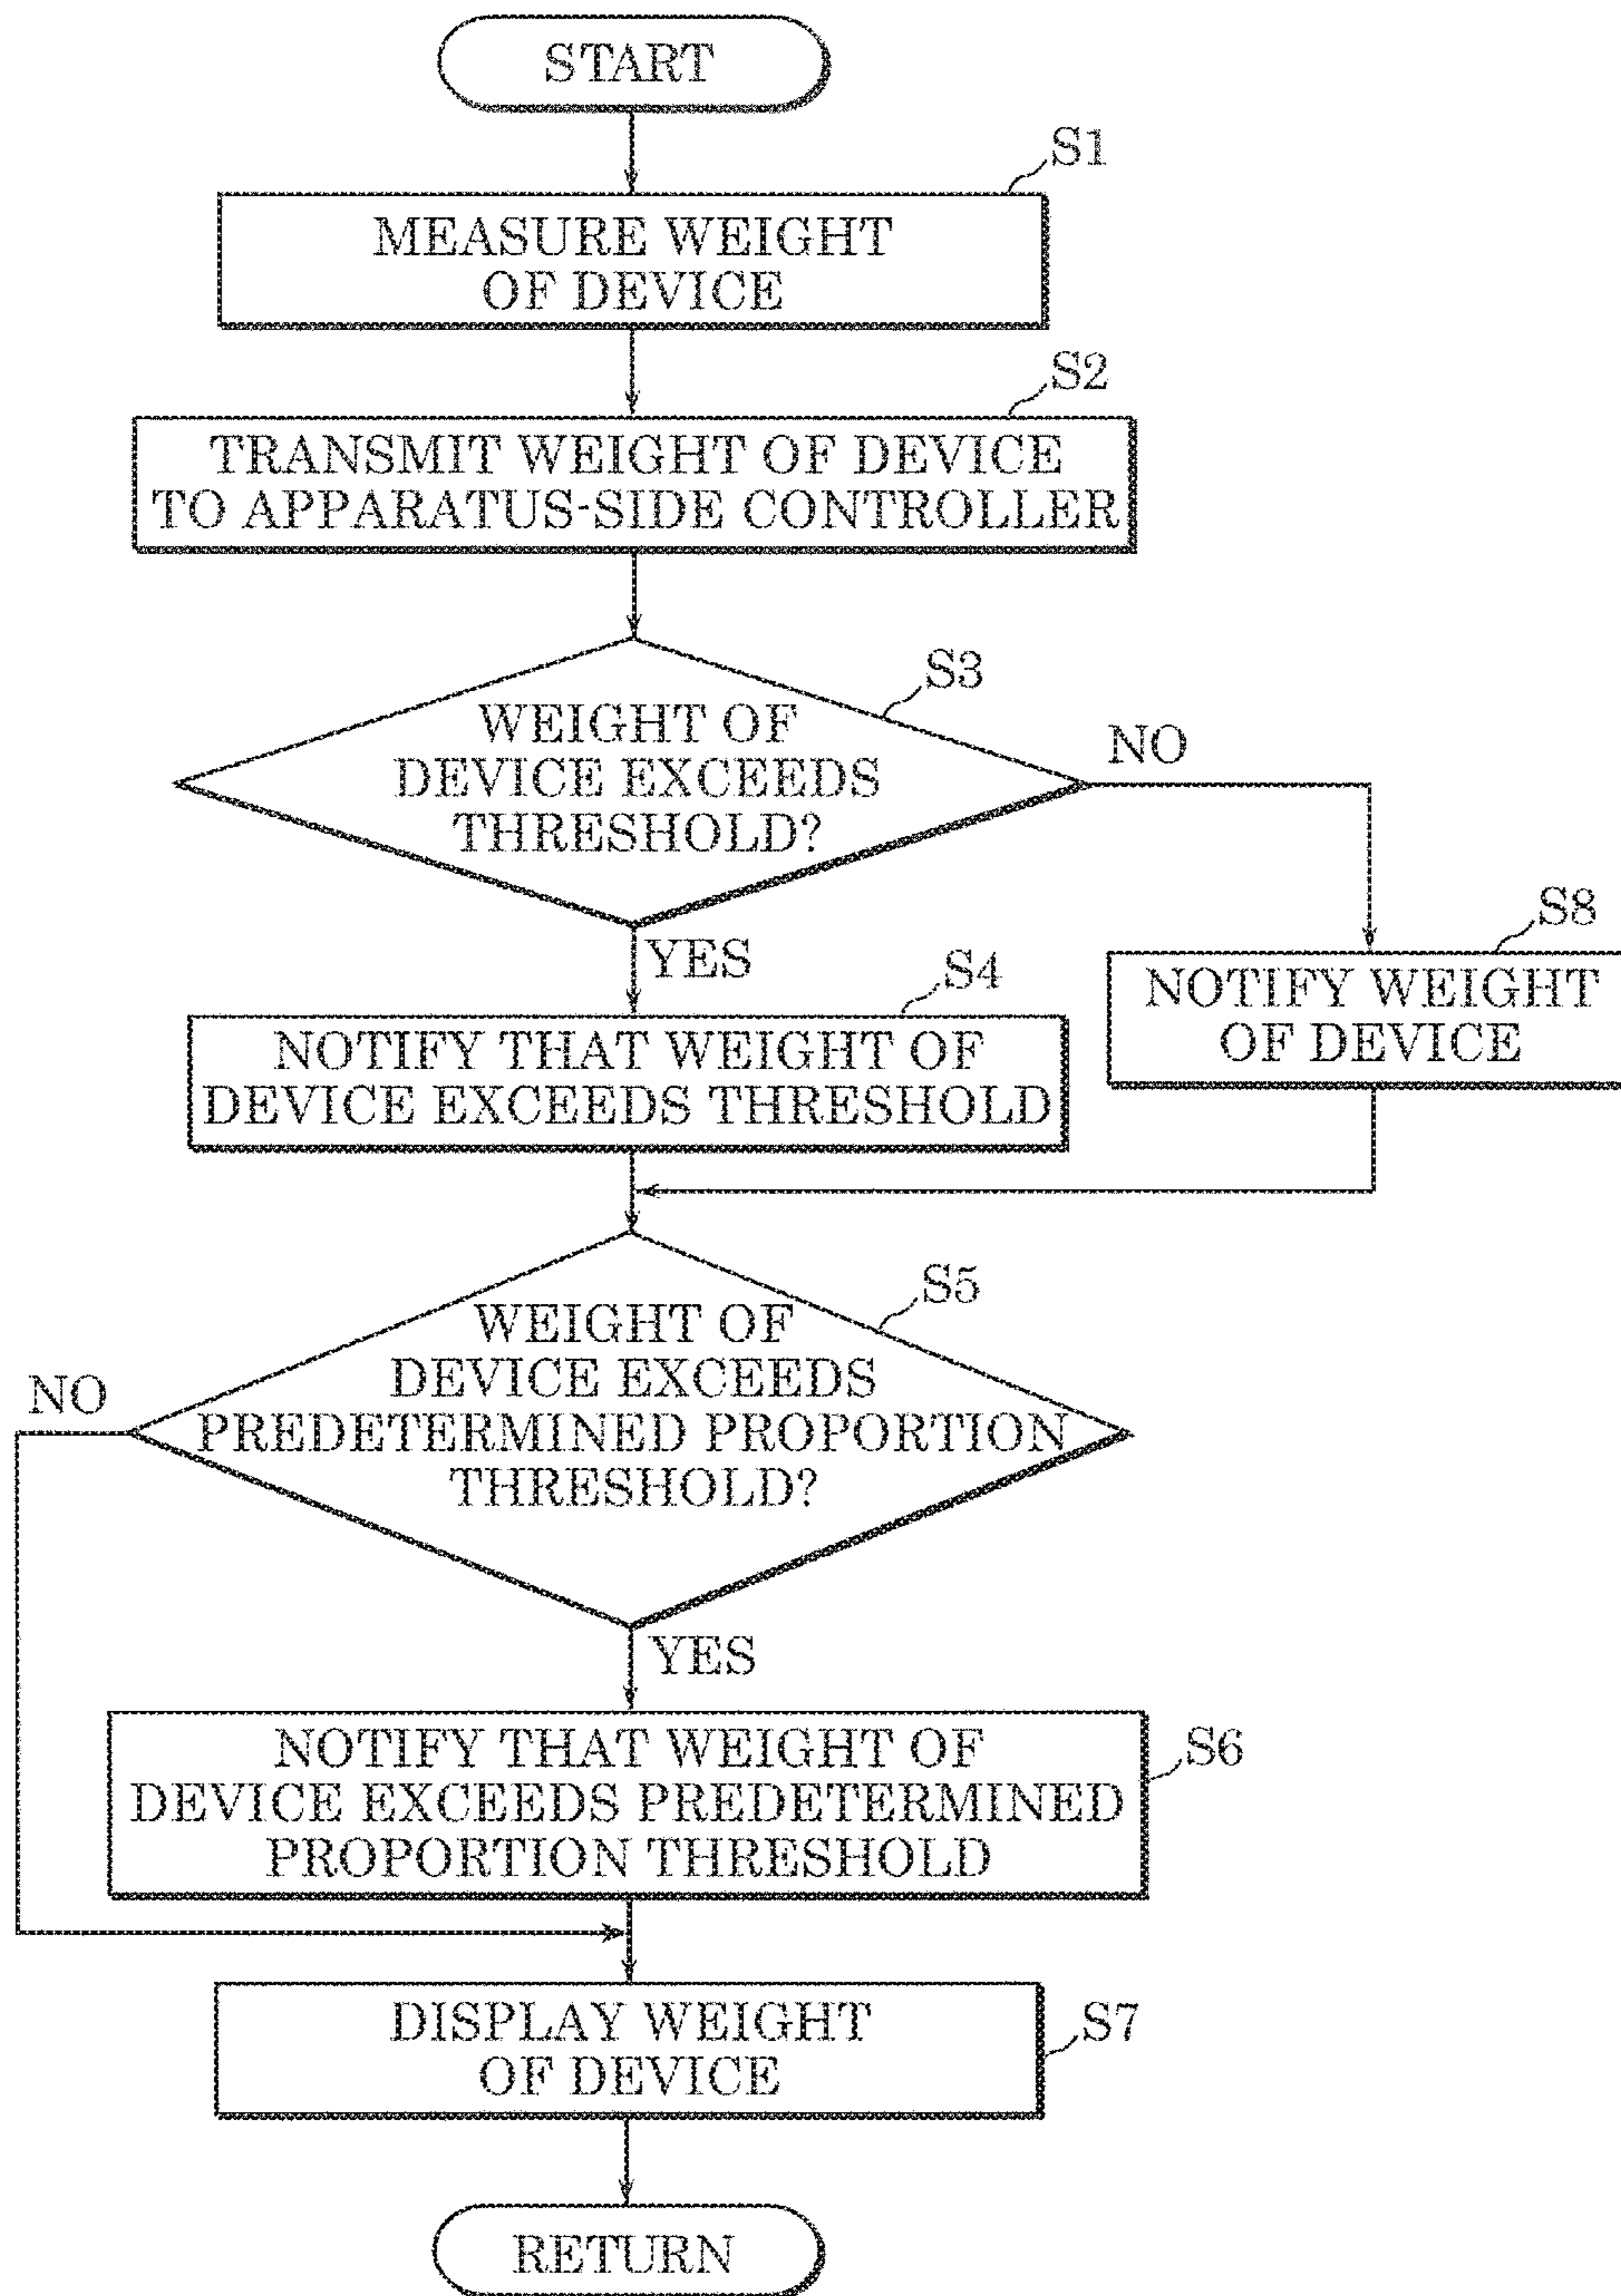 START
S1
MEASURE WEIGHT
OF DEVICE
S2
TRANSMIT WEIGHT OF DEVICE
TO APPARATUS-SIDE CONTROLLER
S3
WEIGHT OF
DEVICE EXCEEDS
THRESHOLD?
NO
YES
S8
NOTIFY WEIGHT
OF DEVICE
S4
NOTIFY THAT WEIGHT OF
DEVICE EXCEEDS THRESHOLD
S5
WEIGHT OF
DEVICE EXCEEDS
PREDETERMINED PROPORTION
THRESHOLD?
NO
YES
S6
NOTIFY THAT WEIGHT OF
DEVICE EXCEEDS PREDETERMINED
PROPORTION THRESHOLD
S7
DISPLAY WEIGHT
OF DEVICE
RETURN